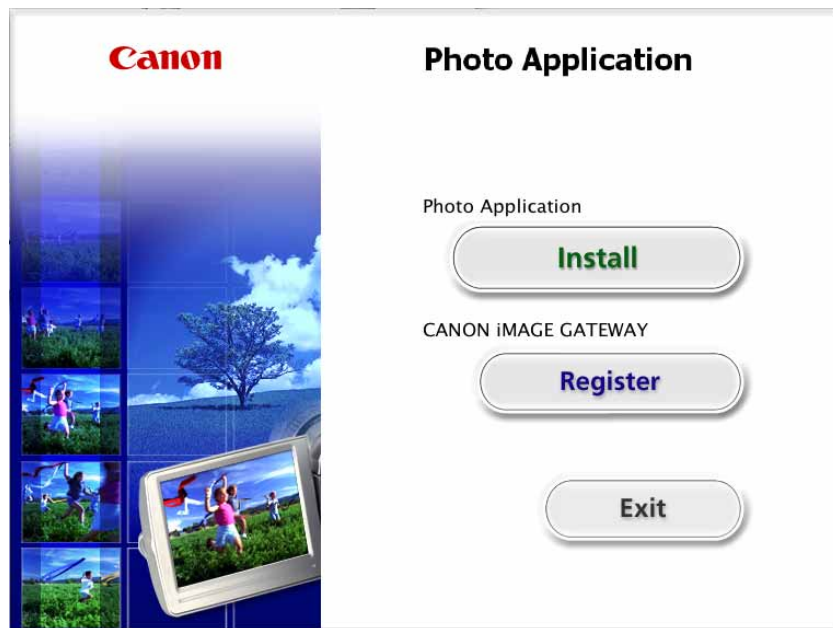 Canon
Photo Application
Photo Application
Install
CANON iMAGE GATEWAY
Register
Exit